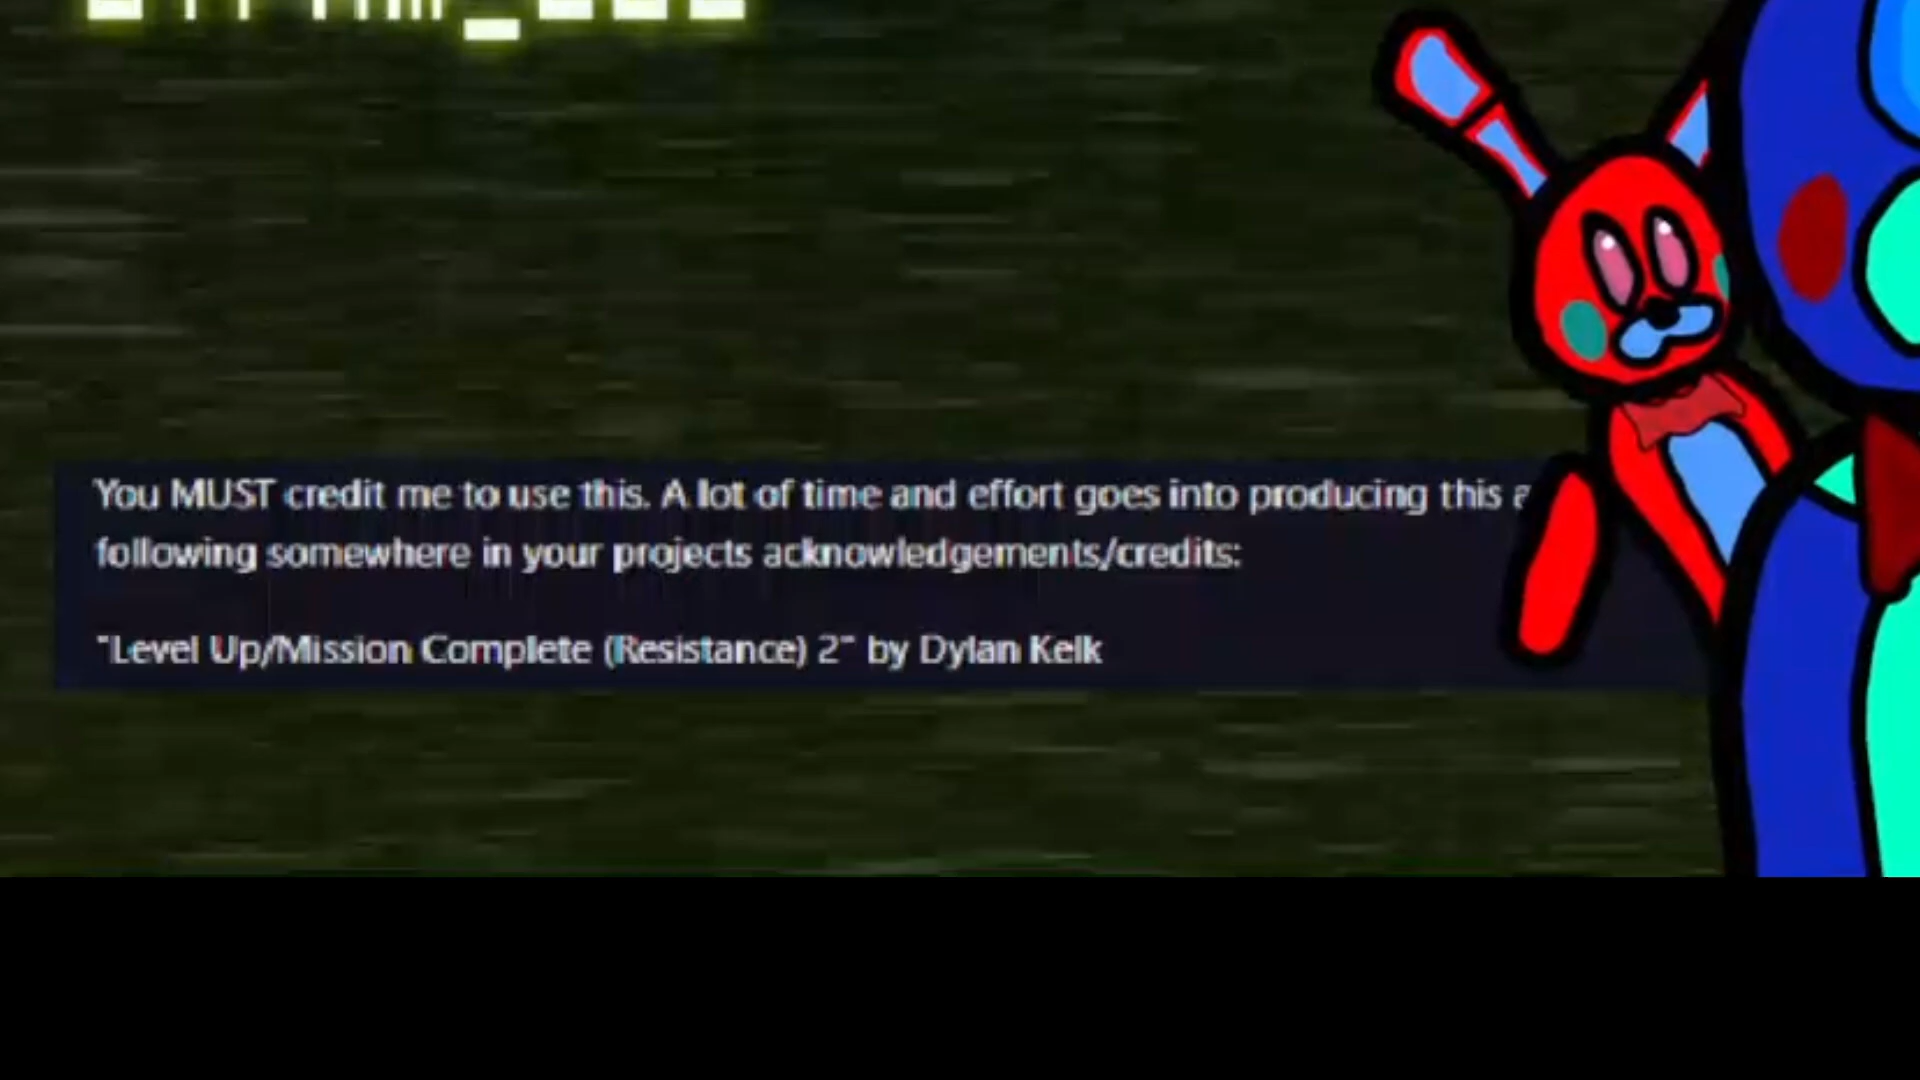 You MUST credit me to use this. A lot of time and effort goes into producing this
following somewhere in your projects acknowledgements/credits:
"Level Up/Mission Complete (Resistance) 2" by Dylan Kelk